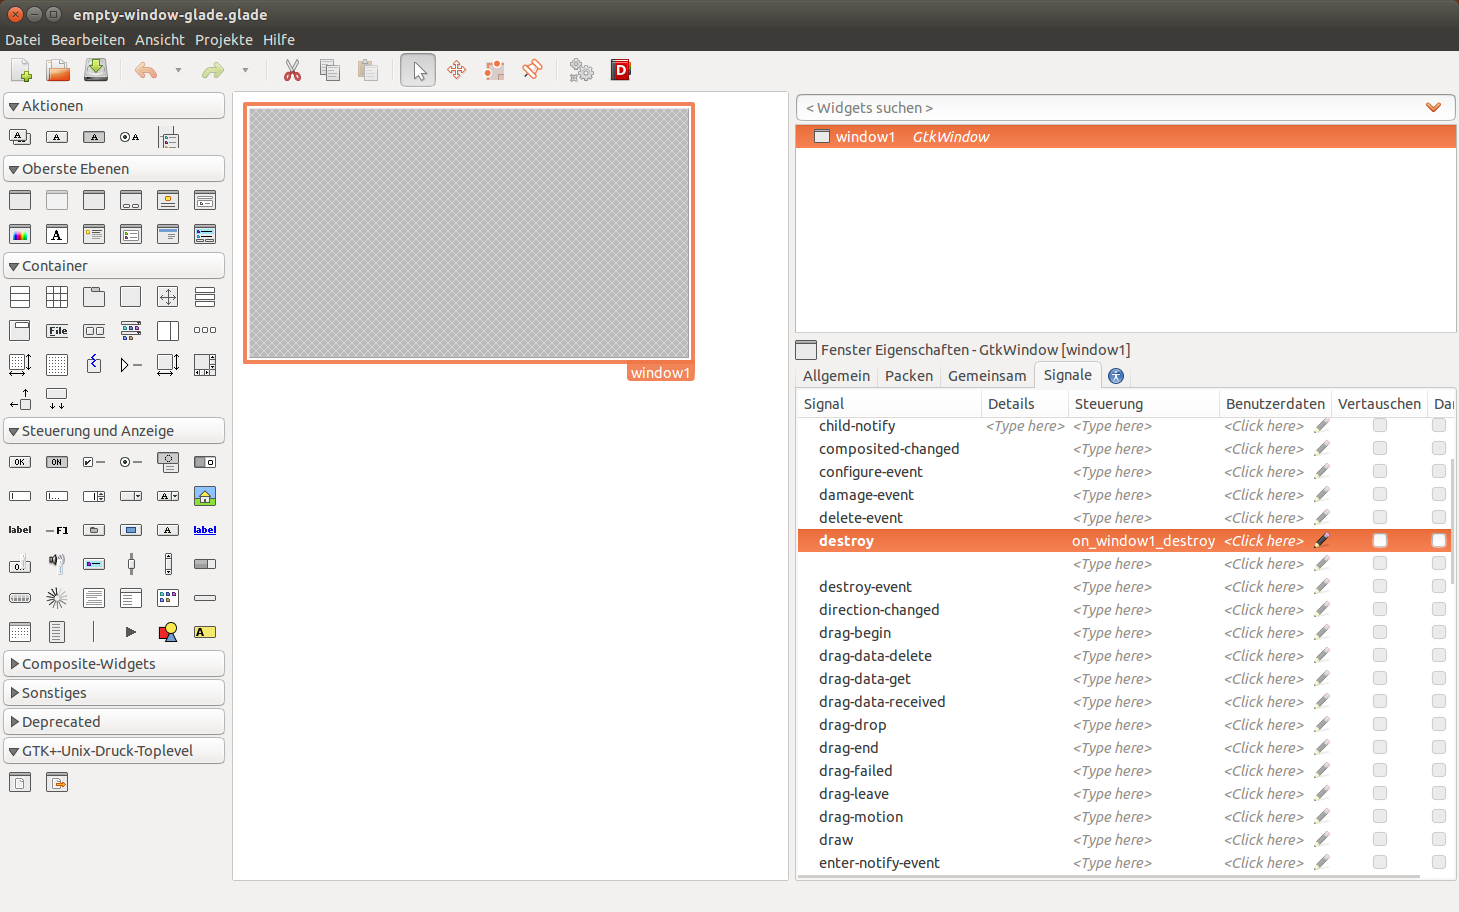 empty-window-glade.glade
Datei Bearbeiten Ansicht Projekte Hilfe
D
Aktionen
A A A A
Oberste Ebenen
A
Container
File
Steuerung und Anzeige
OK ON
A
label F1 A label
0..
A
Composite-Widgets
Sonstiges
Deprecated
GTK+-Unix-Druck-Toplevel
window1
< Widgets suchen >
window1 GtkWindow
Fenster Eigenschaften - GtkWindow [window1]
Allgemein Packen Gemeinsam Signale
Signal Details Steuerung Benutzerdaten Vertauschen Dar
child-notify <Type here> <Type here> <Click here>
composited-changed <Type here> <Click here>
configure-event <Type here> <Click here>
damage-event <Type here> <Click here>
delete-event <Type here> <Click here>
destroy on_window1_destroy <Click here>
<Type here> <Click here>
destroy-event <Type here> <Click here>
direction-changed <Type here> <Click here>
drag-begin <Type here> <Click here>
drag-data-delete <Type here> <Click here>
drag-data-get <Type here> <Click here>
drag-data-received <Type here> <Click here>
drag-drop <Type here> <Click here>
drag-end <Type here> <Click here>
drag-failed <Type here> <Click here>
drag-leave <Type here> <Click here>
drag-motion <Type here> <Click here>
draw <Type here> <Click here>
enter-notify-event <Type here> <Click here>